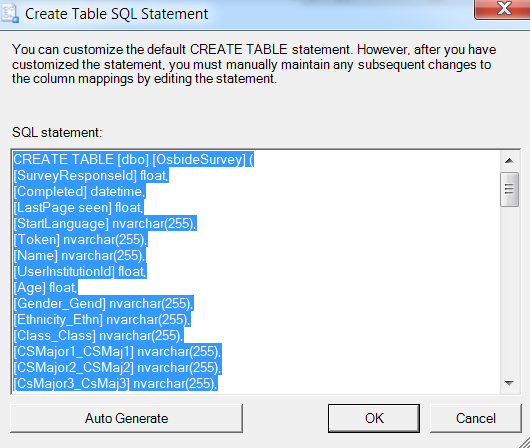 Create Table SQL Statement
You can customize the default CREATE TABLE statement. However, after you have
customized the statement, you must manually maintain any subsequent changes to
the column mappings by editing the statement.
SQL statement:
CREATE TABLE [dbo].[OsbideSurvey] (
[SurveyResponseId] float,
[Completed] datetime,
[LastPage seen] float,
[StartLanguage] nvarchar(255),
[Token] nvarchar(255),
[Name] nvarchar(255),
[UserInstitutionId] float,
[Age] float,
[Gender_Gend] nvarchar(255),
[Ethnicity_Ethn] nvarchar(255),
[Class_Class] nvarchar(255),
[CSMajor1_CSMaj1] nvarchar(255),
[CSMajor2_CSMaj2] nvarchar(255),
[CsMajor3_CsMaj3] nvarchar(255),
Auto Generate
OK
Cancel